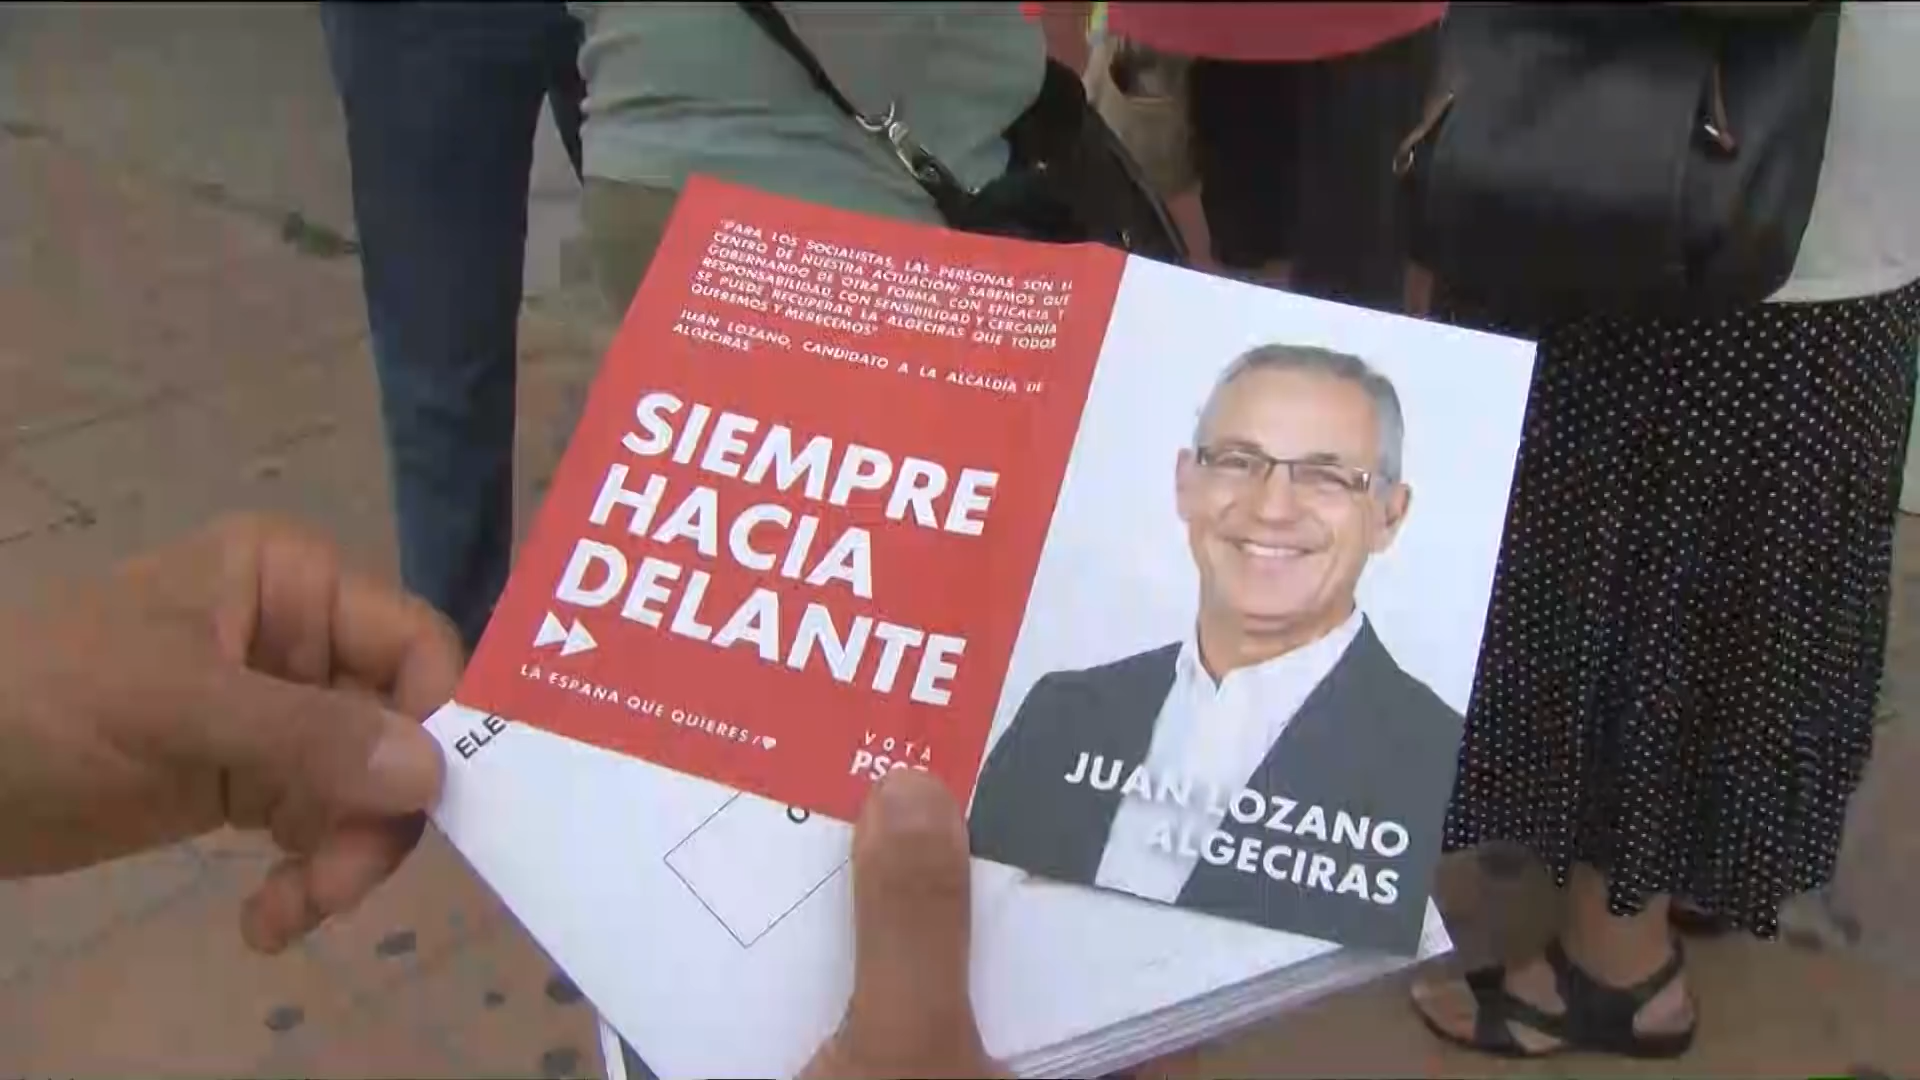 "PARA LOS SOCIALISTAS, LAS PERSONAS SON EL
CENTRO DE NUESTRA ACTUACIÓN; SABEMOS QUE
GOBERNANDO DE OTRA FORMA, CON EFICACIA Y
RESPONSABILIDAD, CON SENSIBILIDAD Y CERCANÍA
SE PUEDE RECUPERAR LA ALGECIRAS QUE TODOS
QUEREMOS Y MERECEMOS"
JUAN LOZANO, CANDIDATO A LA ALCALDÍA DE
ALGECIRAS
SIEMPRE
HACIA
DELANTE
LA ESPAÑA QUE QUIERES /
VOTA
PSOE
JUAN LOZANO
ALGECIRAS
ELE